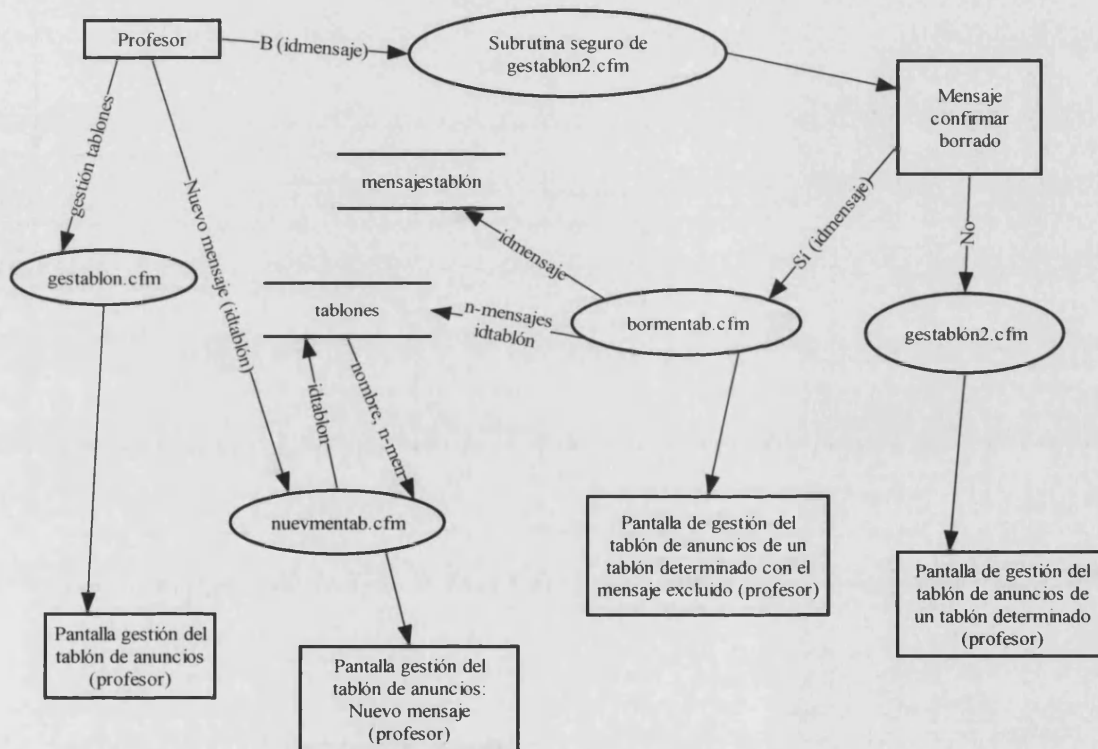 Profesor
B (idmensaje)
Subrutina seguro de
gestablon2.cfm
Mensaje
confirmar
borrado
gestión tablones
Nuevo mensaje (idtablón)
mensajestablón
idmensaje
Si (idmensaje)
No
gestablon.cfm
tablones
n-mensajes
idtablón
bormentab.cfm
gestablón2.cfm
idtablon
nombre, n-men
nuevmentab.cfm
Pantalla de gestión del
tablón de anuncios de un
tablón determinado con el
mensaje excluido (profesor)
Pantalla de gestión del
tablón de anuncios de
un tablón determinado
(profesor)
Pantalla gestión del
tablón de anuncios
(profesor)
Pantalla gestión del
tablón de anuncios:
Nuevo mensaje
(profesor)